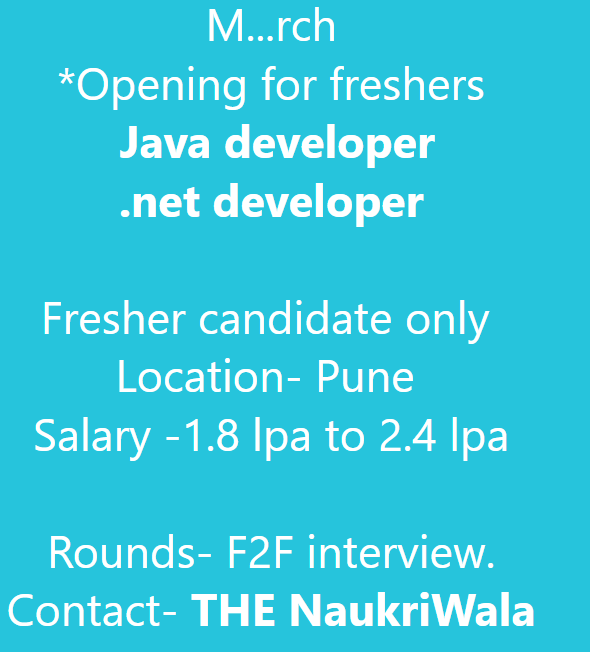 M...rch
*Opening for freshers
Java developer
.net developer
Fresher candidate only
Location- Pune
Salary -1.8 lpa to 2.4 lpa
Rounds- F2F interview.
Contact- THE NaukriWala